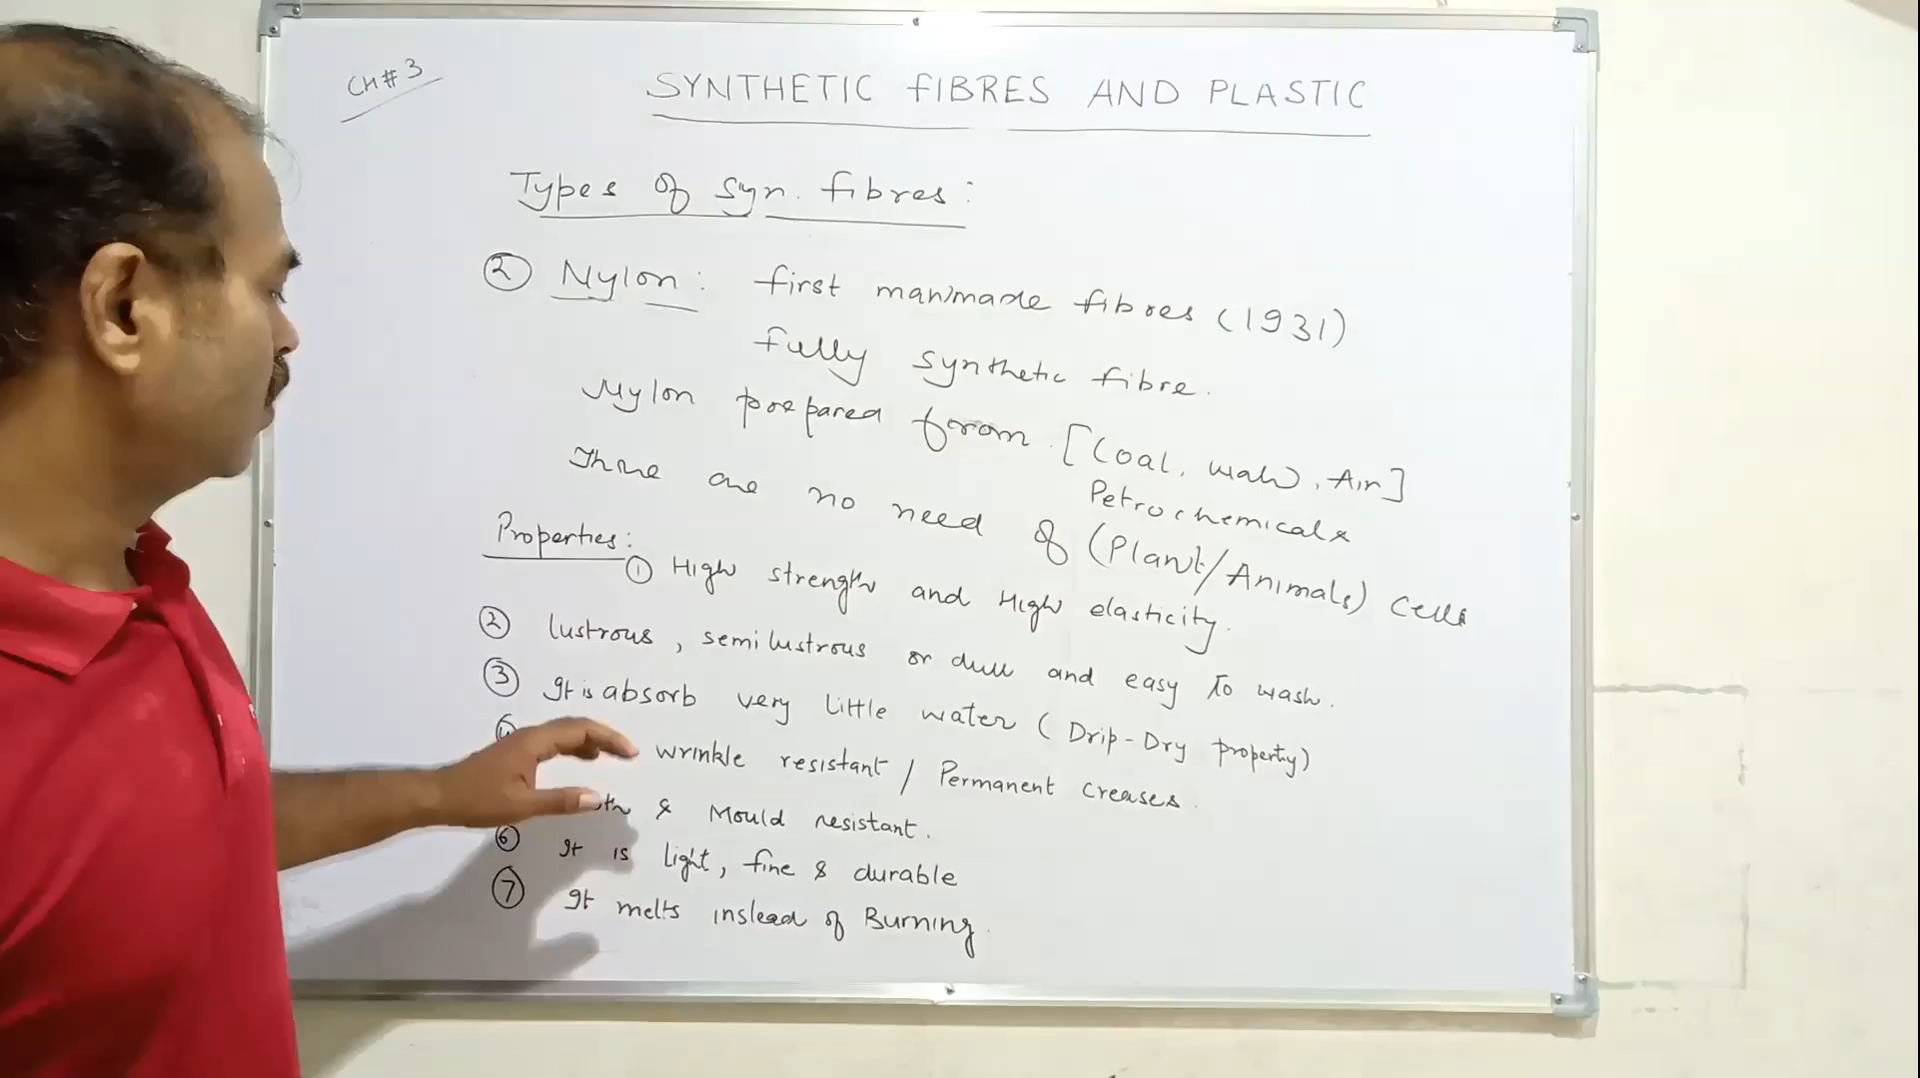 CH#3
SYNTHETIC FIBRES AND PLASTIC
Types of Syn. fibres:
② Nylon: first manmade fibres (1931)
fully synthetic fibre.
Nylon prepared from [Coal, water, Air]
Petrochemicals
There are no need of (Plant/Animals) Cells
Properties:
① High strength and High elasticity.
② lustrous, semi lustrous or dull and easy to wash.
③ It is absorb very little water (Drip-Dry property)
④ wrinkle resistant / Permanent creases.
& Mould resistant.
⑥ It is light, fine & durable
⑦ It melts instead of Burning.